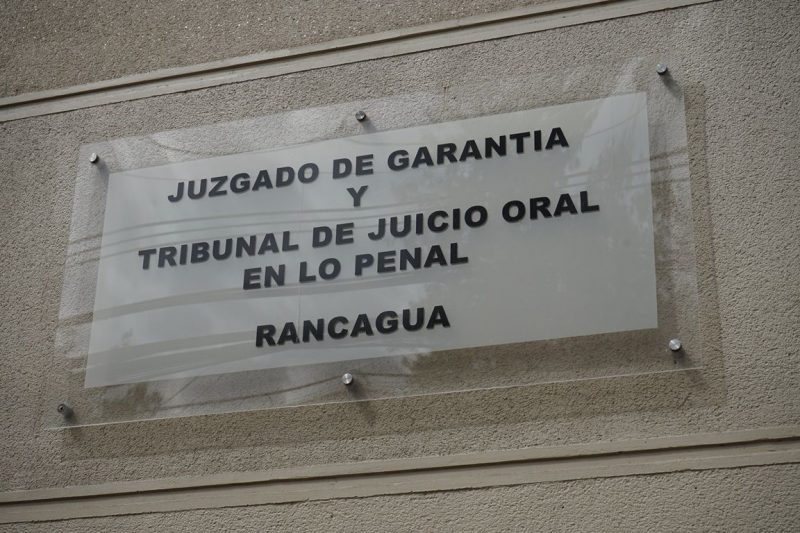 JUZGADO DE GARANTIA
Y
TRIBUNAL DE JUICIO ORAL
EN LO PENAL
RANCAGUA